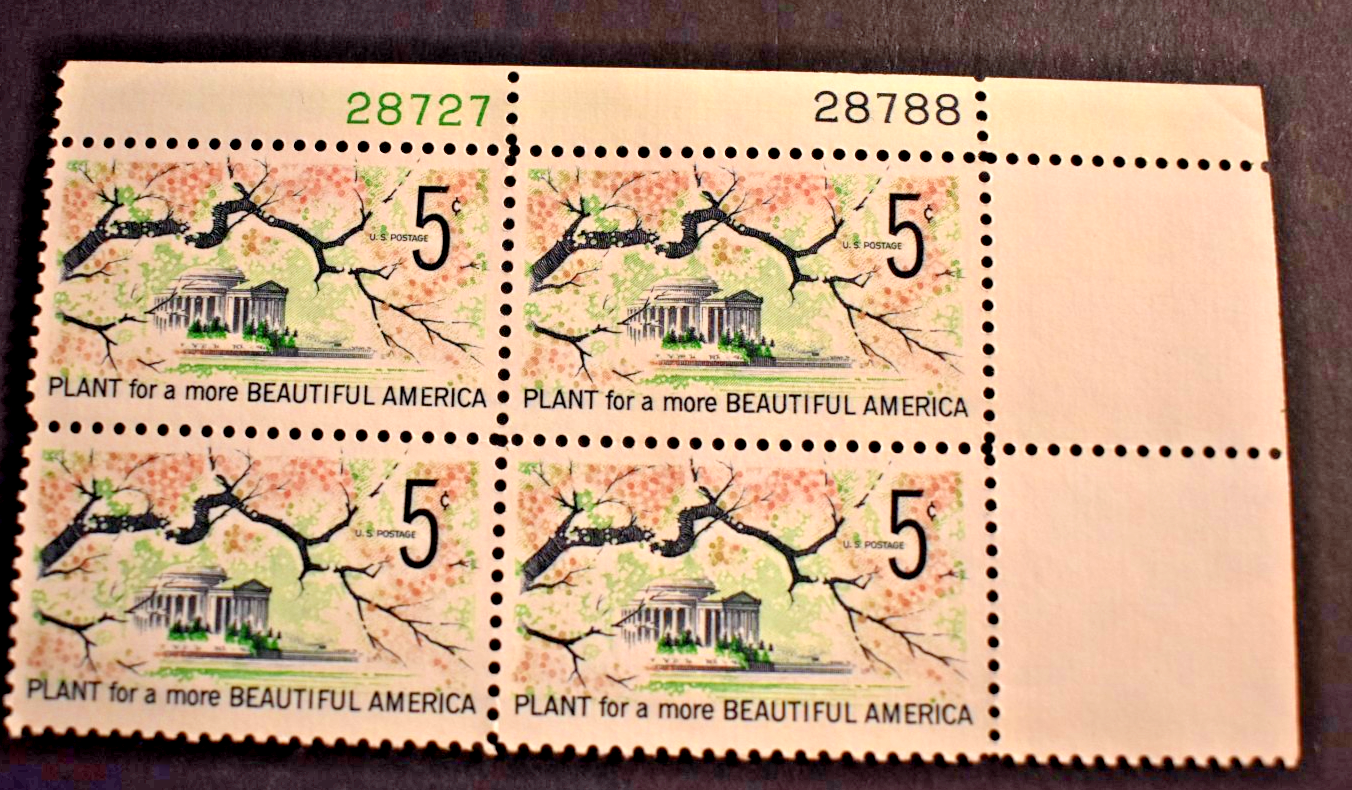 28727 28788
5¢ 5¢
U.S. POSTAGE U.S. POSTAGE
PLANT for a more BEAUTIFUL AMERICA PLANT for a more BEAUTIFUL AMERICA
5¢ 5¢
U.S. POSTAGE U.S. POSTAGE
PLANT for a more BEAUTIFUL AMERICA PLANT for a more BEAUTIFUL AMERICA